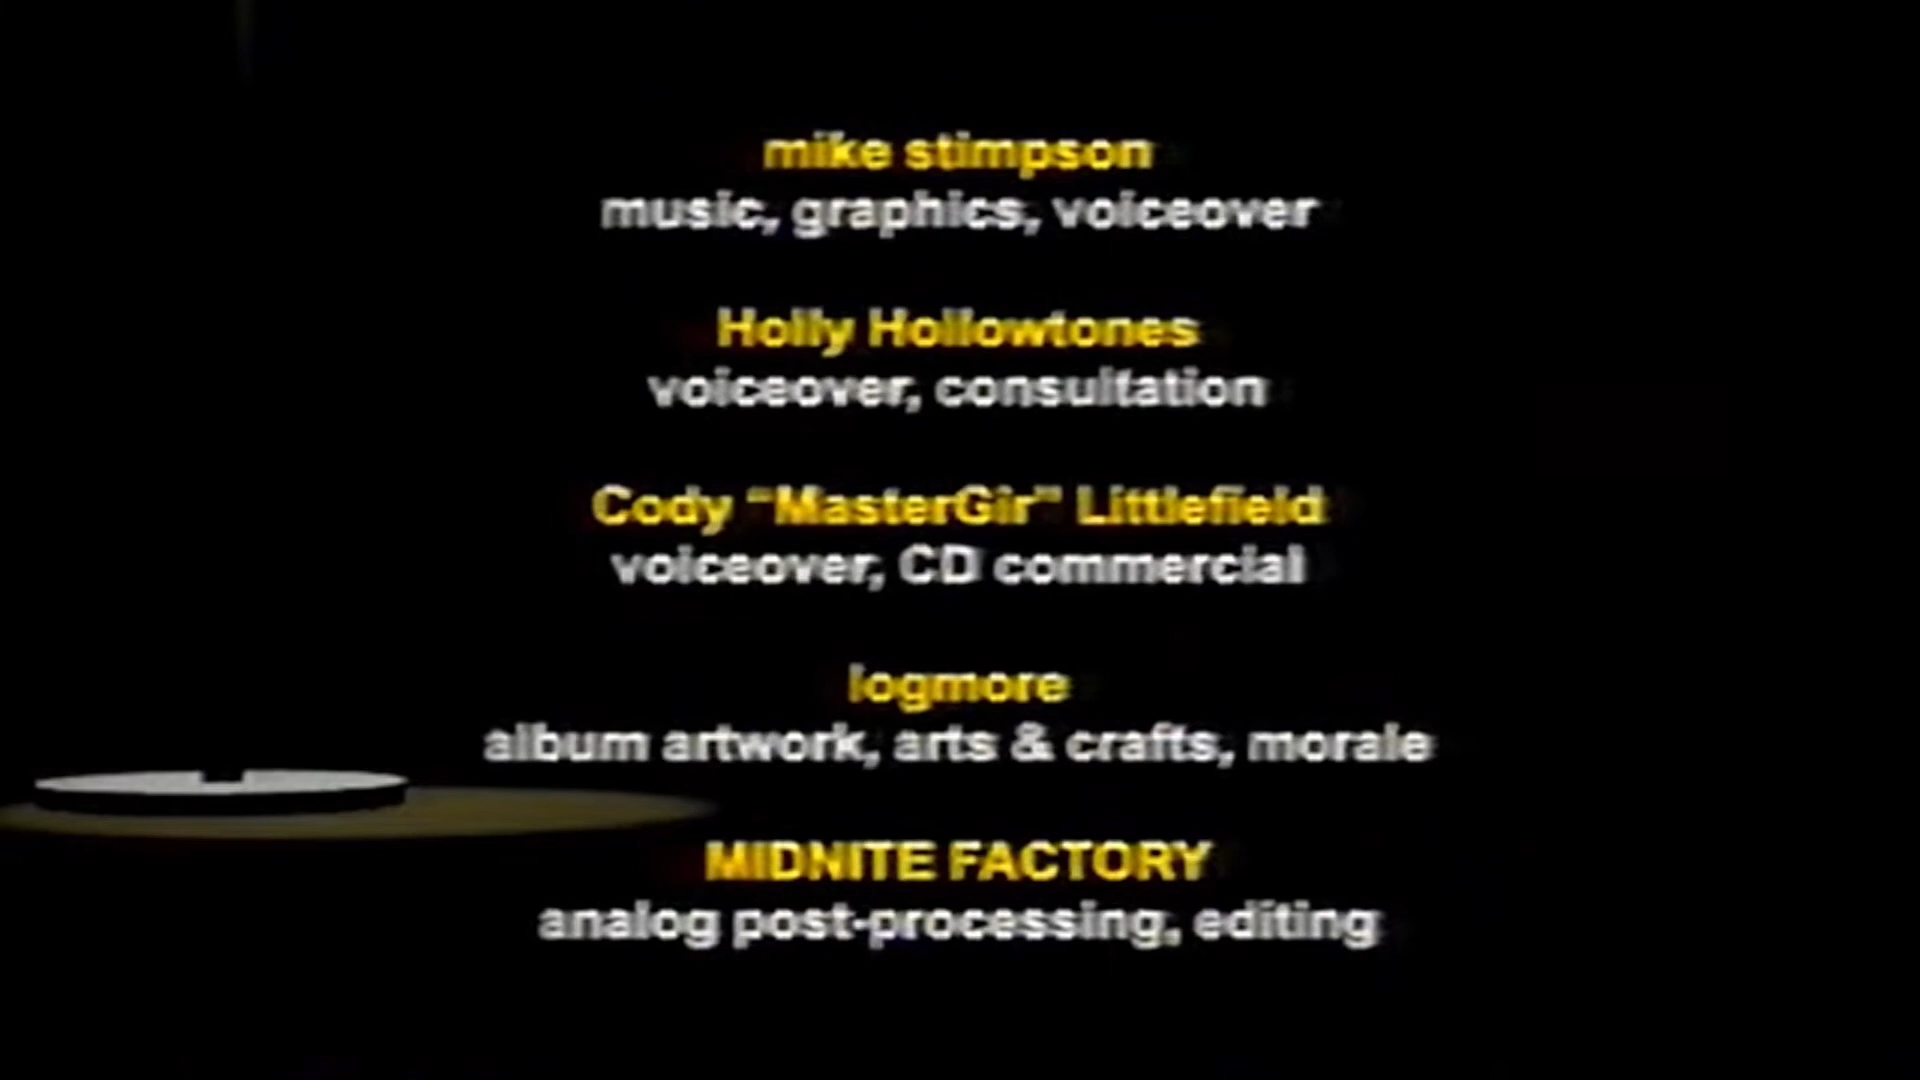 mike stimpson
music, graphics, voiceover
Holly Hollowtones
voiceover, consultation
Cody "MasterGir" Littlefield
voiceover, CD commercial
logmore
album artwork, arts & crafts, morale
MIDNITE FACTORY
analog post-processing, editing